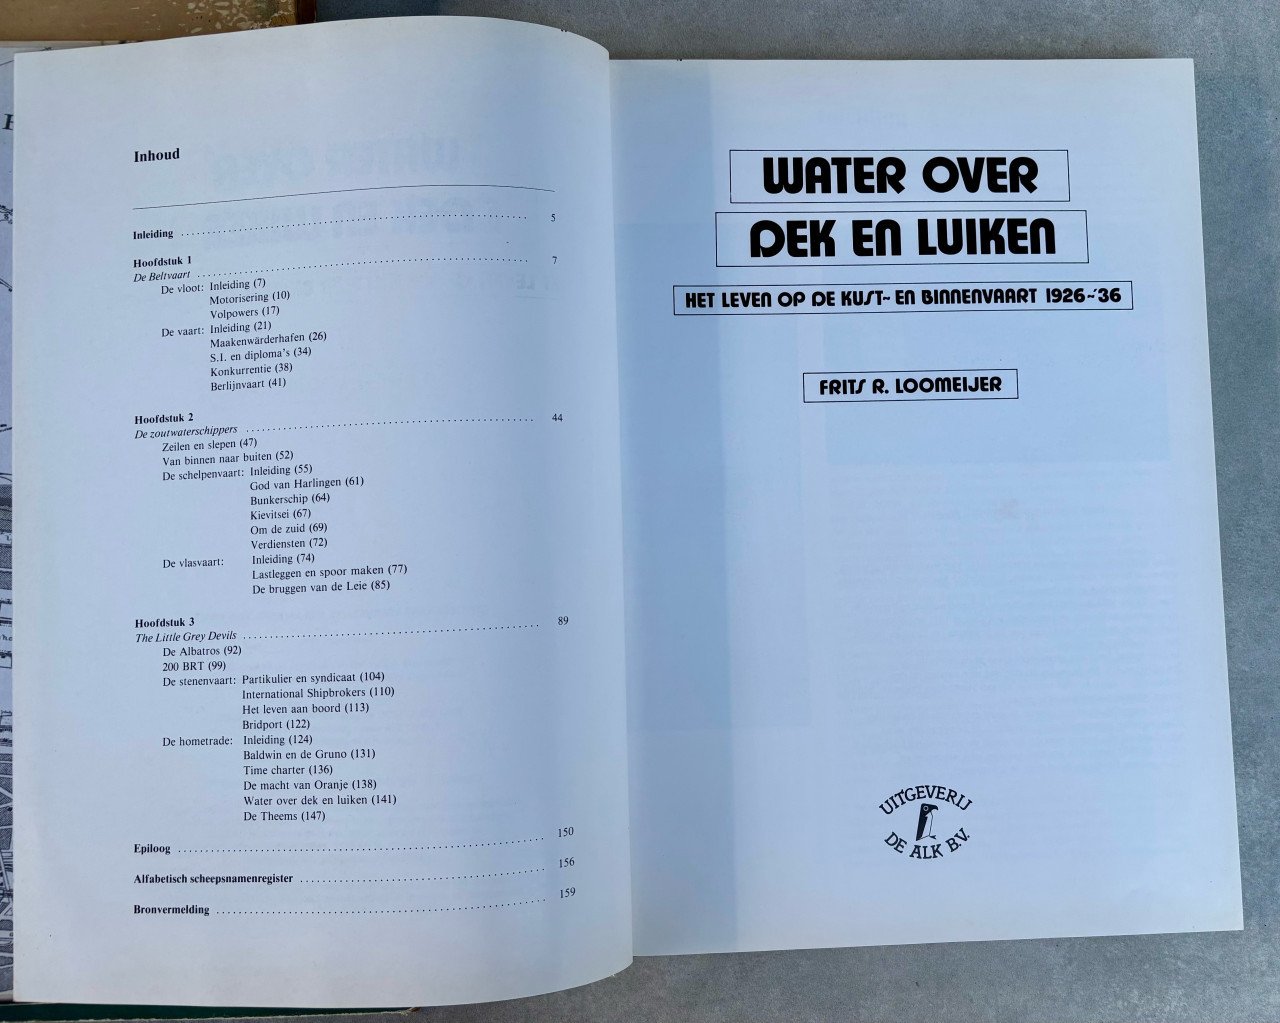 Inhoud
Inleiding 5
Hoofdstuk 1
De Beltvaart 7
De vloot: Inleiding (7)
Motorisering (10)
Volpowers (17)
De vaart: Inleiding (21)
Maakenwärderhafen (26)
S.I. en diploma's (34)
Konkurrentie (38)
Berlijnvaart (41)
Hoofdstuk 2
De zoutwaterschippers 44
Zeilen en slepen (47)
Van binnen naar buiten (52)
De schelpenvaart: Inleiding (55)
God van Harlingen (61)
Bunkerschip (64)
Kievitsei (67)
Om de zuid (69)
Verdiensten (72)
De vlasvaart: Inleiding (74)
Lastleggen en spoor maken (77)
De bruggen van de Leie (85)
Hoofdstuk 3
The Little Grey Devils 89
De Albatros (92)
200 BRT (99)
De stenenvaart: Partikulier en syndicaat (104)
International Shipbrokers (110)
Het leven aan boord (113)
Bridport (122)
De hometrade: Inleiding (124)
Baldwin en de Gruno (131)
Time charter (136)
De macht van Oranje (138)
Water over dek en luiken (141)
De Theems (147)
Epiloog 150
Alfabetisch scheepsnamenregister 156
Bronvermelding 159
WATER OVER
DEK EN LUIKEN
HET LEVEN OP DE KUST- EN BINNENVAART 1926-'36
FRITS R. LOOMEIJER
UITGEVERIJ
DE ALK B.V.